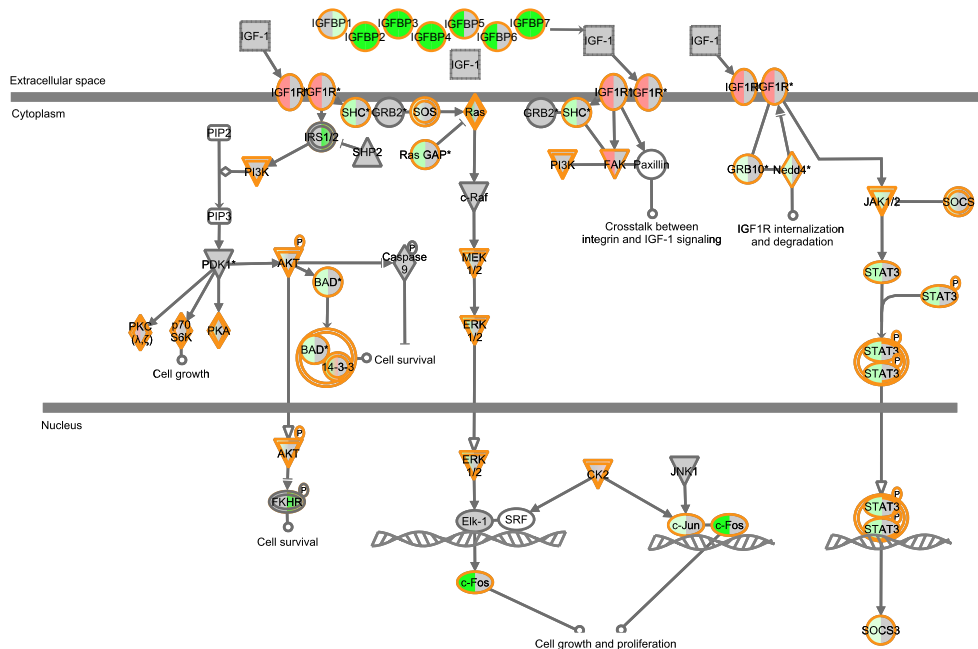 IGFBP1
IGFBP3
IGFBP5
IGFBP7
IGFBP2
IGFBP4
IGFBP6
IGF-1
IGF-1
IGF-1
IGF-1
Extracellular space
IGF1R*
IGF1R*
IGF1R*
IGF1R*
IGF1R*
IGF1R*
Cytoplasm
SHC*
GRB2*
SOS
Ras
GRB2*
SHC*
PIP2
IRS1/2
SHP2
Ras GAP*
PI3K
PI3K
FAK
Paxillin
GRB10*
Nedd4*
c-Raf
JAK1/2
SOCS
PIP3
Crosstalk between
integrin and IGF-1 signaling
IGF1R internalization
and degradation
P
P
PDK1*
AKT
Caspase
9
MEK
1/2
STAT3
BAD*
P
STAT3
PKC
(λ,ζ)
p70
S6K
PKA
ERK
1/2
P
BAD*
14-3-3
Cell survival
STAT3
P
STAT3
Cell growth
Nucleus
P
AKT
ERK
1/2
CK2
JNK1
P
FKHR
P
STAT3
P
STAT3
Elk-1
SRF
c-Jun
c-Fos
Cell survival
c-Fos
SOCS3
Cell growth and proliferation